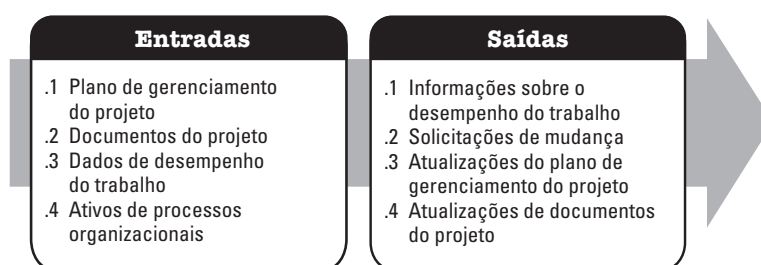 Entradas
.1 Plano de gerenciamento
do projeto
.2 Documentos do projeto
.3 Dados de desempenho
do trabalho
.4 Ativos de processos
organizacionais
Saídas
.1 Informações sobre o
desempenho do trabalho
.2 Solicitações de mudança
.3 Atualizações do plano de
gerenciamento do projeto
.4 Atualizações de documentos
do projeto